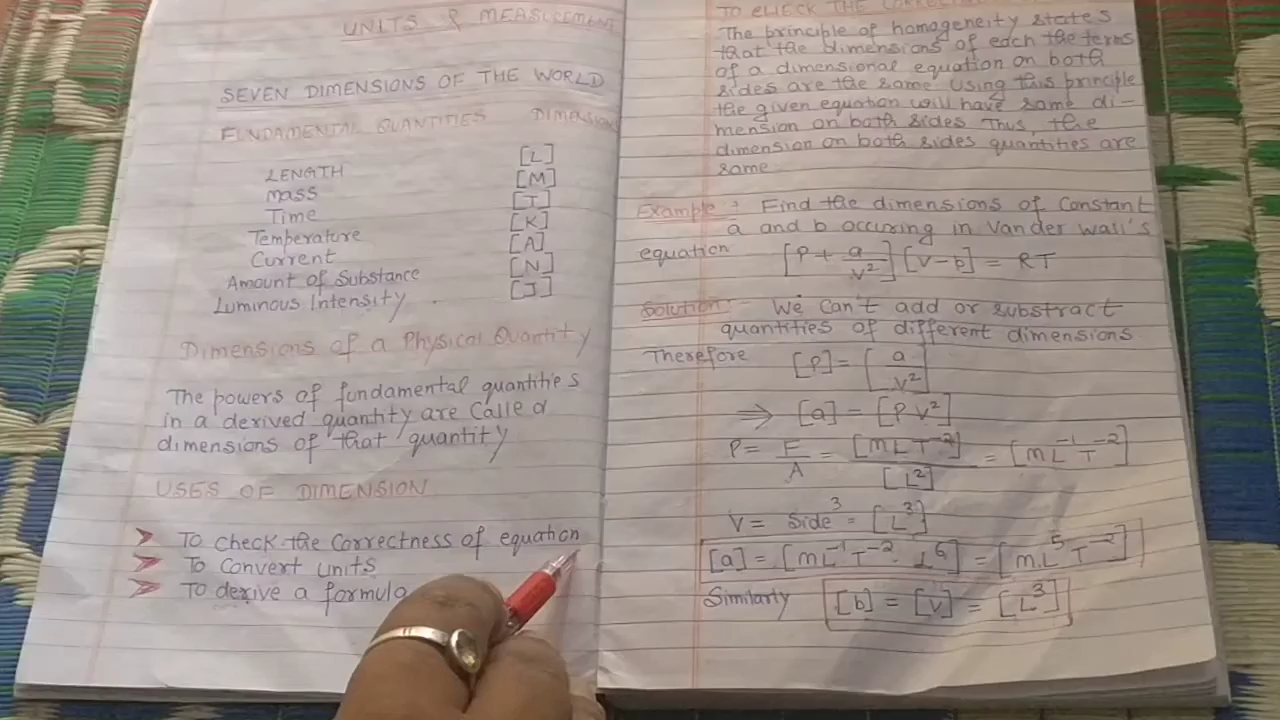 UNITS & MEASUREMENT
SEVEN DIMENSIONS OF THE WORLD
FUNDAMENTAL QUANTITIES DIMENSION
LENGTH [L]
Mass [M]
Time [T]
Temperature [K]
Current [A]
Amount of Substance [N]
Luminous Intensity [J]
Dimensions of a Physical Quantity
The powers of fundamental quantities
in a derived quantity are called
dimensions of that quantity
USES OF DIMENSION
➤ To check the correctness of equation
➤ To convert units
➤ To derive a formula
TO CHECK THE
The principle of homogeneity states
that the dimensions of each the terms
of a dimensional equation on both
sides are the same using this principle
the given equation will have same di-
mension on both sides Thus, the
dimension on both sides quantities are
same
Example : Find the dimensions of Constant
a and b occuring in Vander wall's
equation [P + a/v²] [V-b] = RT
Solution:- We can't add or substract
quantities of different dimensions
Therefore [P] = [a/v²]
⇒ [a] = [PV²]
P = F/A = [MLT⁻²]/[L²] = [ML⁻¹T⁻²]
V = Side³ = [L³]
[a] = [ML⁻¹T⁻². L⁶] = [ML⁵T⁻²]
Similarly [b] = [V] = [L³]